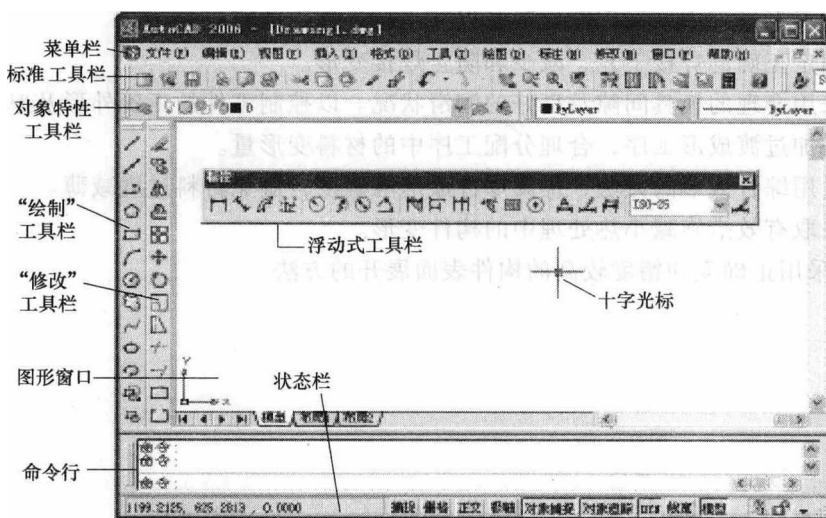 AutoCAD 2006 - [Drawing1.dwg]
菜单栏
文件(F) 编辑(E) 视图(V) 插入(I) 格式(O) 工具(T) 绘图(D) 标注(N) 修改(M) 窗口(W) 帮助(H)
标准工具栏
对象特性
工具栏
0
ByLayer
ByLayer
标注
ISO-25
“绘制”
工具栏
浮动式工具栏
“修改”
工具栏
十字光标
图形窗口
状态栏
Y
X
模型 布局1 布局2
命令行
命令:
命令:
命令:
1199.2125, 625.2813 , 0.0000
捕捉 栅格 正交 极轴 对象捕捉 对象追踪 DYN 线宽 模型